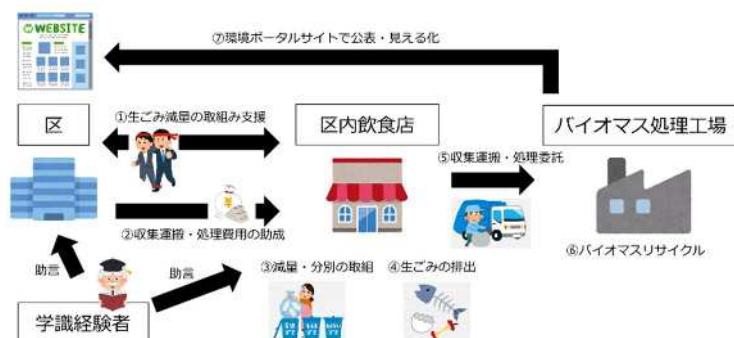 WEBSITE
⑦環境ポータルサイトで公表・見える化
区
①生ごみ減量の取組み支援
区内飲食店
バイオマス処理工場
⑤収集運搬・処理委託
②収集運搬・処理費用の助成
⑥バイオマスリサイクル
助言
助言
③減量・分別の取組
④生ごみの排出
学識経験者